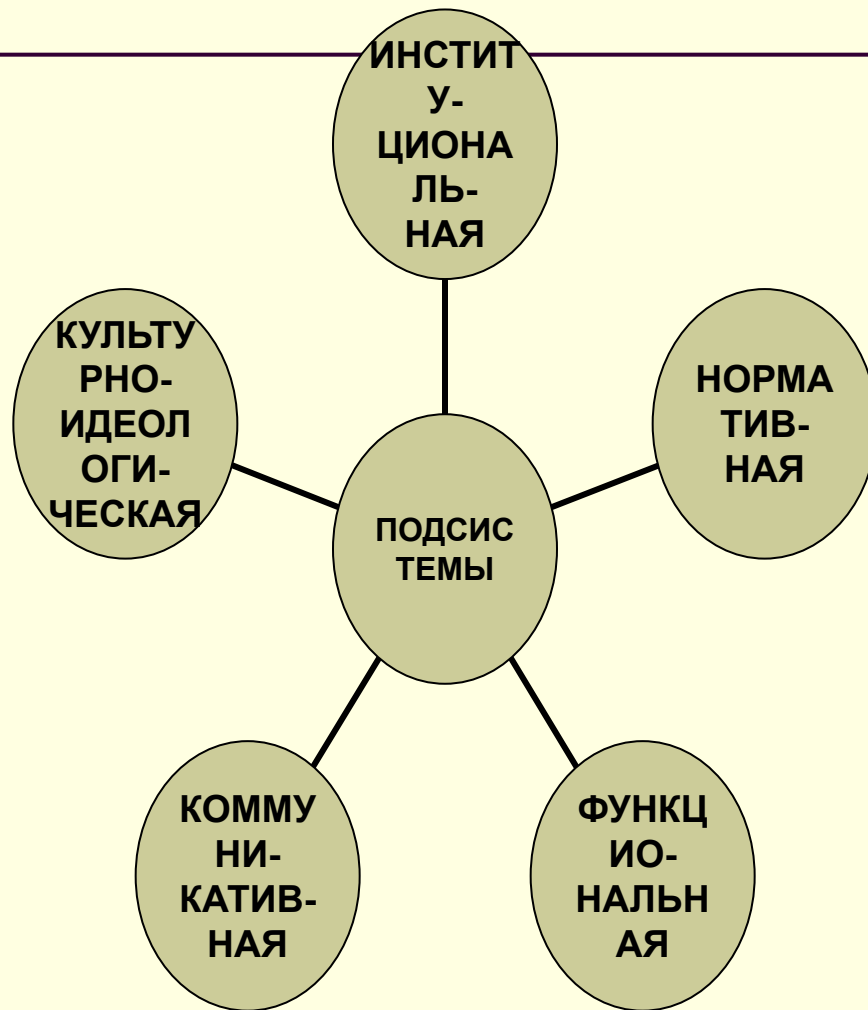 ИНСТИТ
У-
ЦИОНА
ЛЬ-
НАЯ
КУЛЬТУ
РНО-
ИДЕОЛ
ОГИ-
ЧЕСКАЯ
НОРМА
ТИВ-
НАЯ
ПОДСИС
ТЕМЫ
КОММУ
НИ-
КАТИВ-
НАЯ
ФУНКЦ
ИО-
НАЛЬН
АЯ